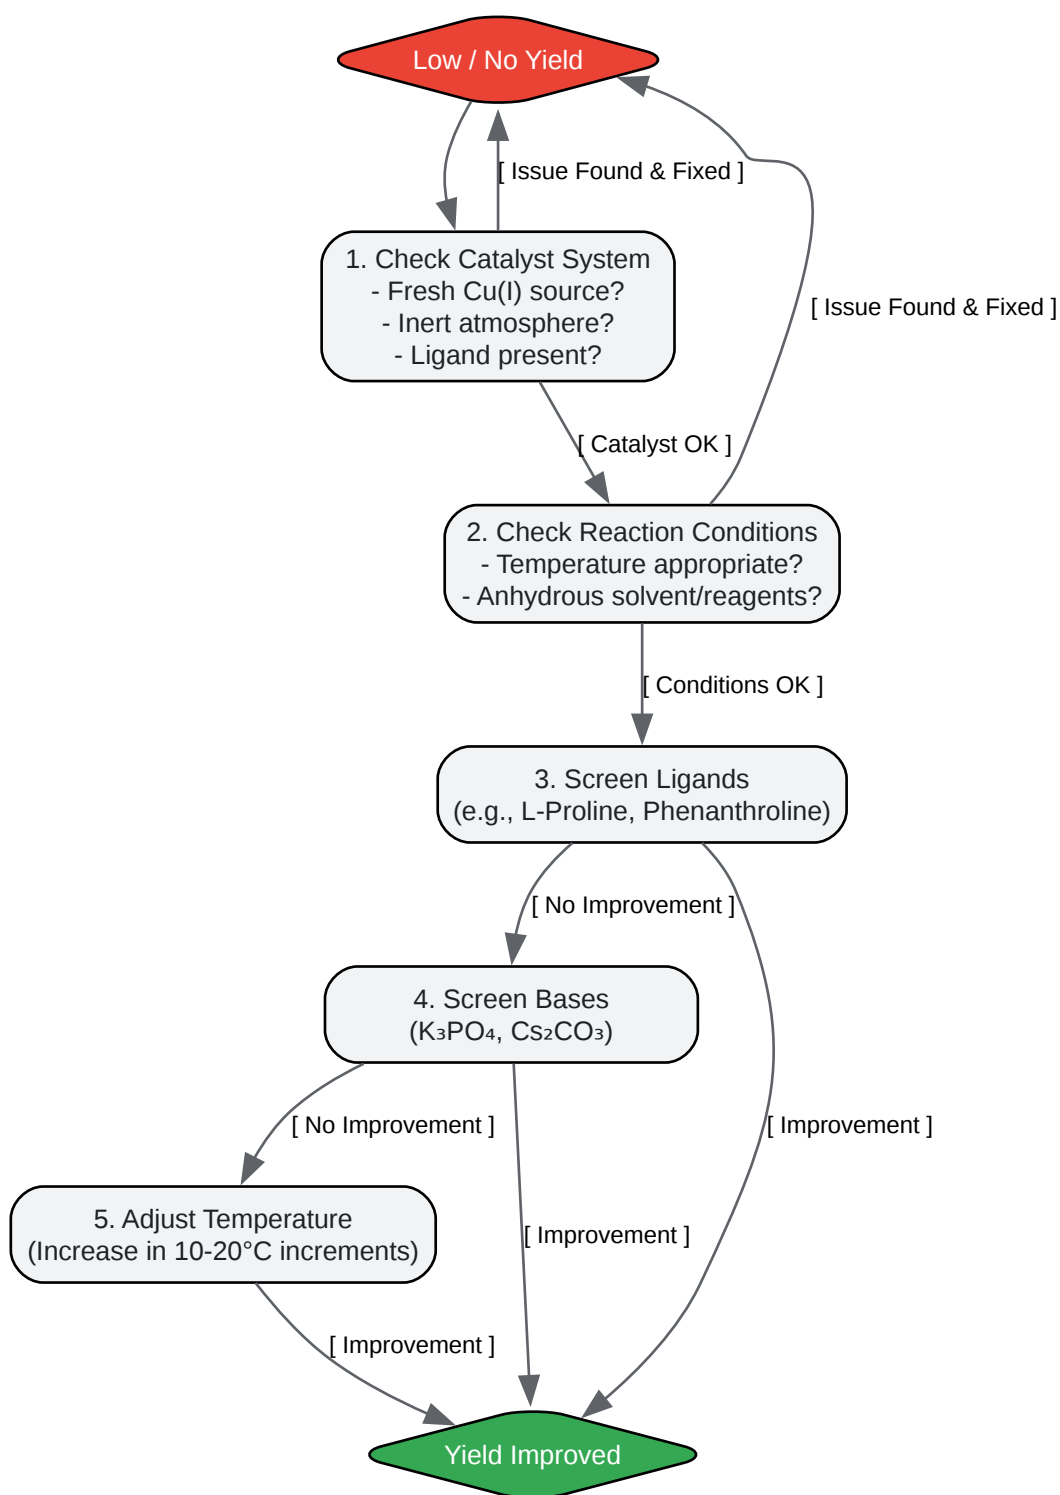 Low / No Yield
[ Issue Found & Fixed ]
1. Check Catalyst System
- Fresh Cu(I) source?
- Inert atmosphere?
- Ligand present?
[ Issue Found & Fixed ]
[ Catalyst OK ]
2. Check Reaction Conditions
- Temperature appropriate?
- Anhydrous solvent/reagents?
[ Conditions OK ]
3. Screen Ligands
(e.g., L-Proline, Phenanthroline)
[ No Improvement ]
4. Screen Bases
(K₃PO₄, Cs₂CO₃)
[ No Improvement ]
[ Improvement ]
5. Adjust Temperature
(Increase in 10-20°C increments)
[ Improvement ]
[ Improvement ]
Yield Improved